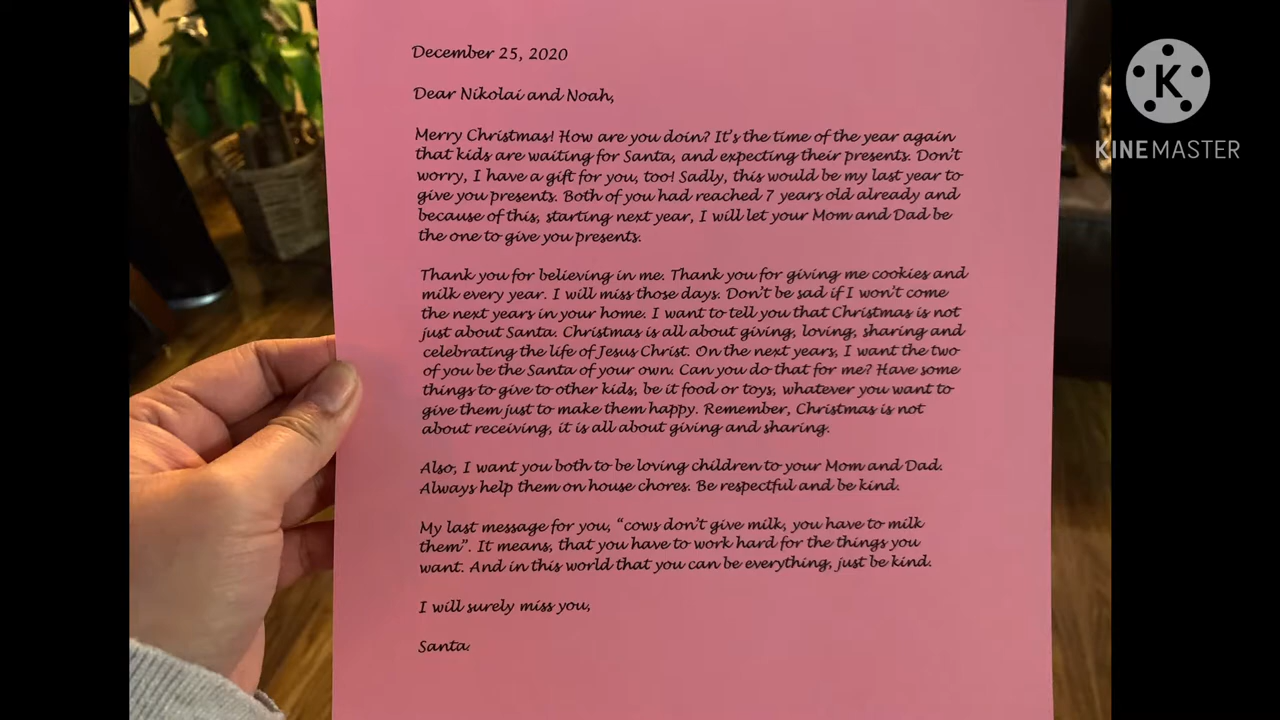 December 25, 2020
Dear Nikolai and Noah,
Merry Christmas! How are you doin? It's the time of the year again
that kids are waiting for Santa, and expecting their presents. Don't
worry, I have a gift for you, too! Sadly, this would be my last year to
give you presents. Both of you had reached 7 years old already and
because of this, starting next year, I will let your Mom and Dad be
the one to give you presents.
Thank you for believing in me. Thank you for giving me cookies and
milk every year. I will miss those days. Don't be sad if I won't come
the next years in your home. I want to tell you that Christmas is not
just about Santa. Christmas is all about giving, loving, sharing and
celebrating the life of Jesus Christ. On the next years, I want the two
of you be the Santa of your own. Can you do that for me? Have some
things to give to other kids, be it food or toys, whatever you want to
give them just to make them happy. Remember, Christmas is not
about receiving, it is all about giving and sharing.
Also, I want you both to be loving children to your Mom and Dad.
Always help them on house chores. Be respectful and be kind.
My last message for you, "cows don't give milk, you have to milk
them". It means, that you have to work hard for the things you
want. And in this world that you can be everything, just be kind.
I will surely miss you,
Santa.
K
KINEMASTER